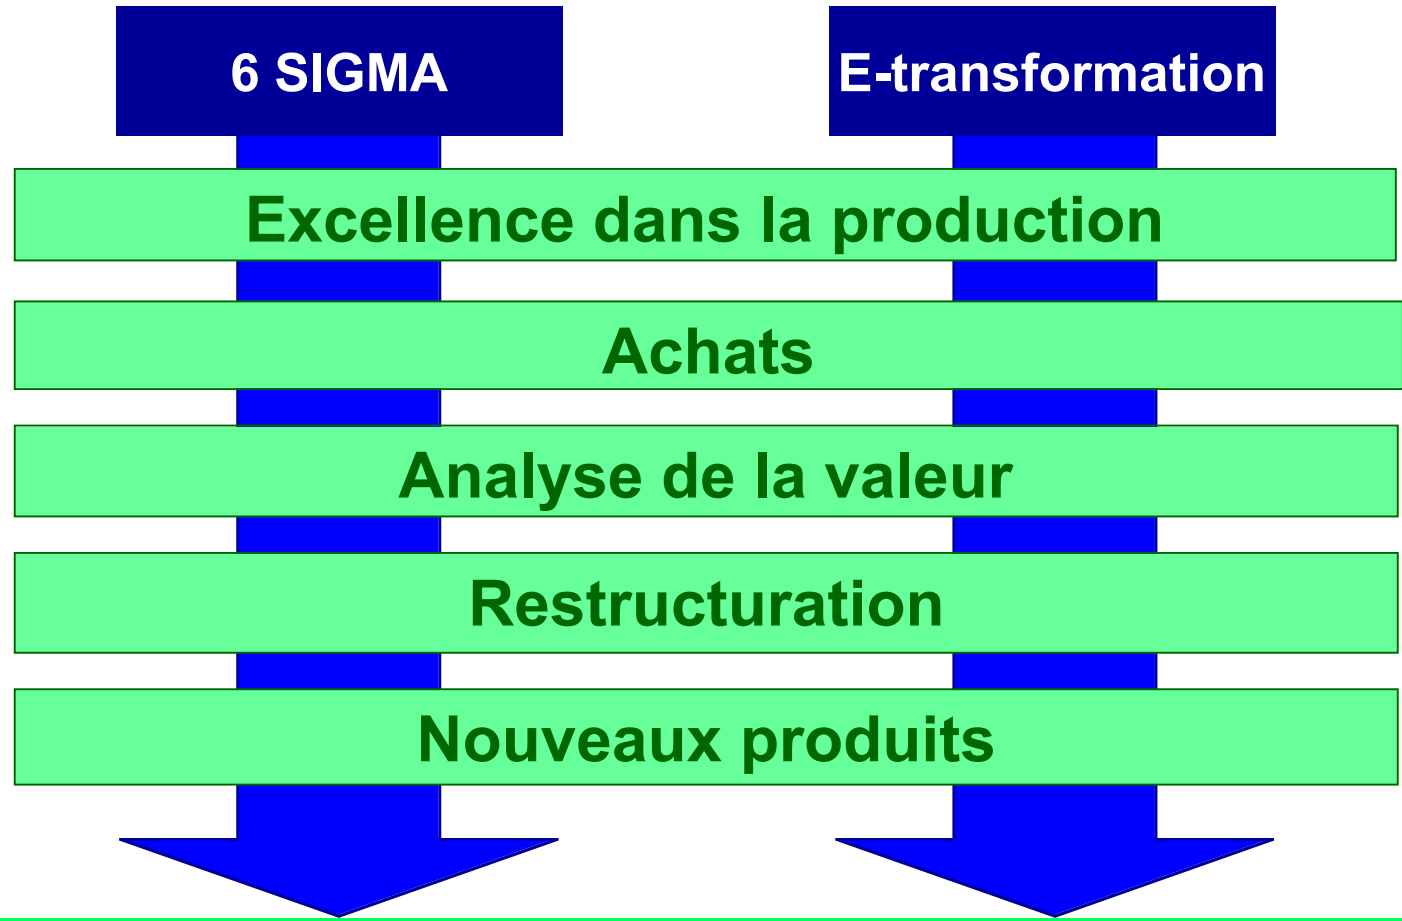 6 SIGMA
E-transformation
Excellence dans la production
Achats
Analyse de la valeur
Restructuration
Nouveaux produits